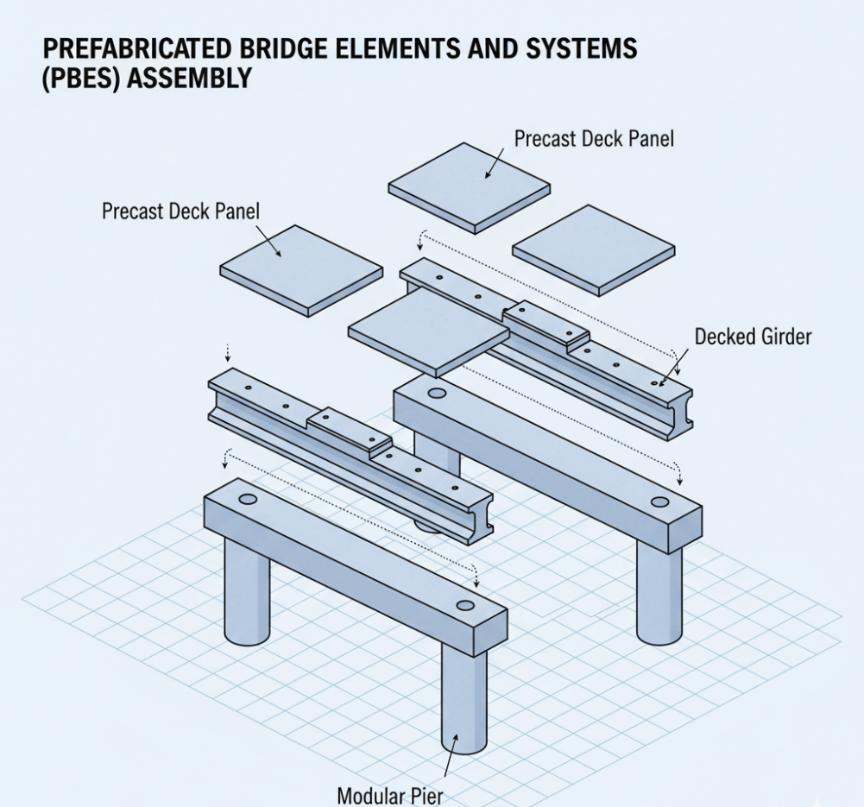 PREFABRICATED BRIDGE ELEMENTS AND SYSTEMS
(PBES) ASSEMBLY
Precast Deck Panel
Precast Deck Panel
Decked Girder
Modular Pier